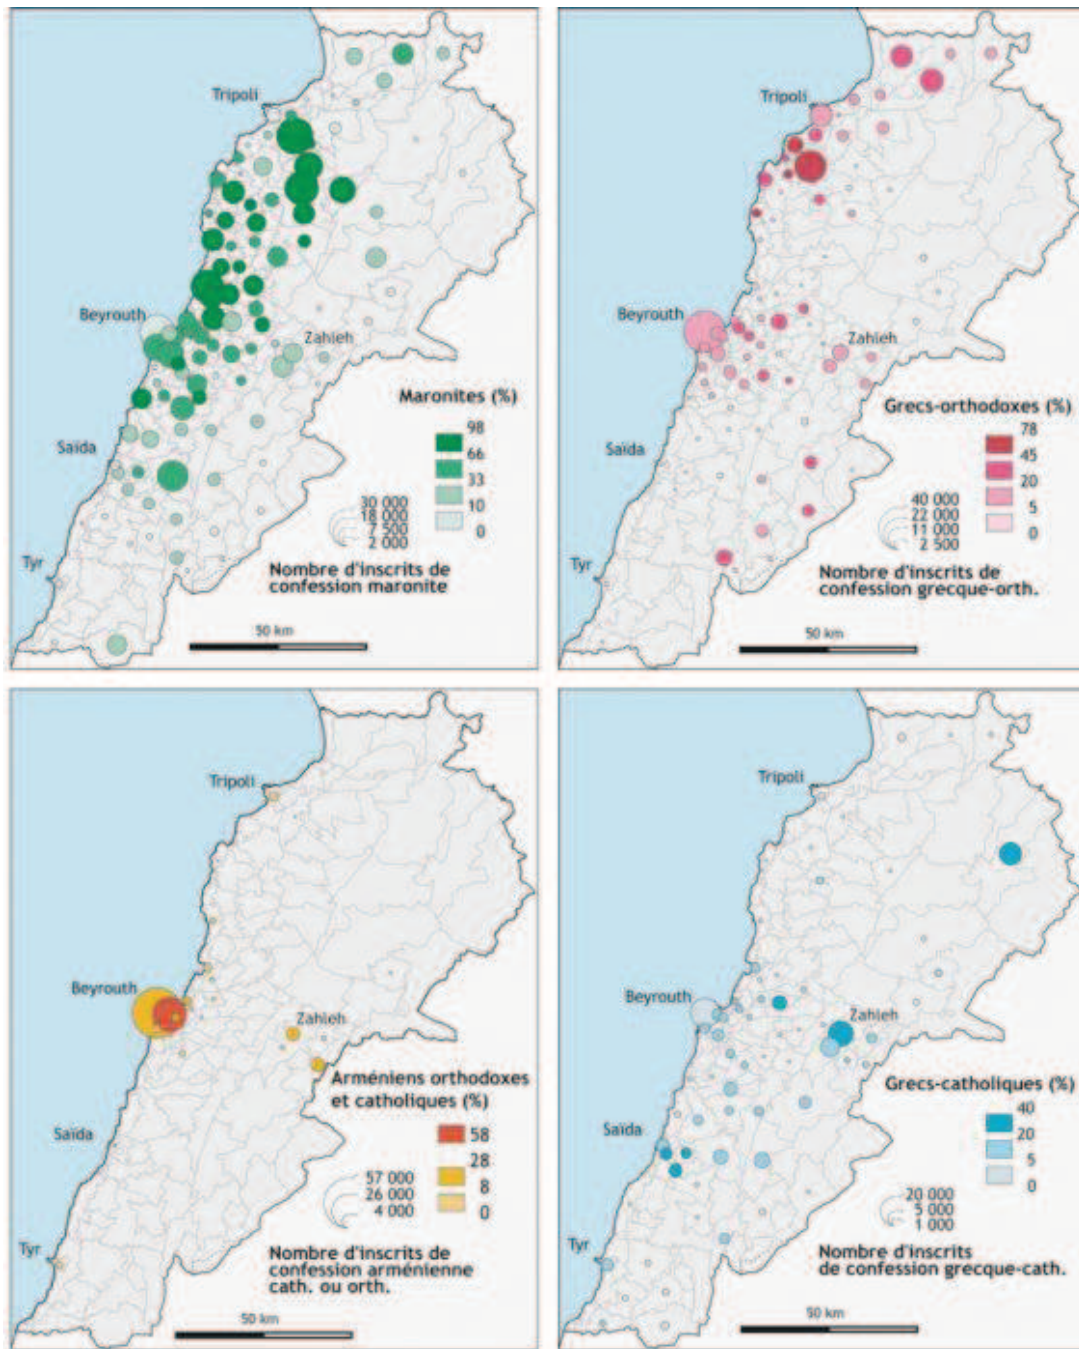 Tripoli
Beyrouth
Zahleh
Maronites (%)
98
66
33
10
0
Saïda
30 000
18 000
7 500
2 000
Tyr
Nombre d'inscrits de
confession maronite
50 km
Tripoli
Beyrouth
Zahleh
Grecs-orthodoxes (%)
78
45
20
5
0
Saïda
40 000
22 000
11 000
2 500
Tyr
Nombre d'inscrits de
confession grecque-orth.
50 km
Tripoli
Beyrouth
Zahleh
Arméniens orthodoxes
et catholiques (%)
58
28
8
0
Saïda
57 000
26 000
4 000
Tyr
Nombre d'inscrits de
confession arménienne
cath. ou orth.
50 km
Tripoli
Beyrouth
Zahleh
Grecs-catholiques (%)
40
20
5
0
Saïda
20 000
5 000
1 000
Tyr
Nombre d'inscrits
de confession grecque-cath.
50 km